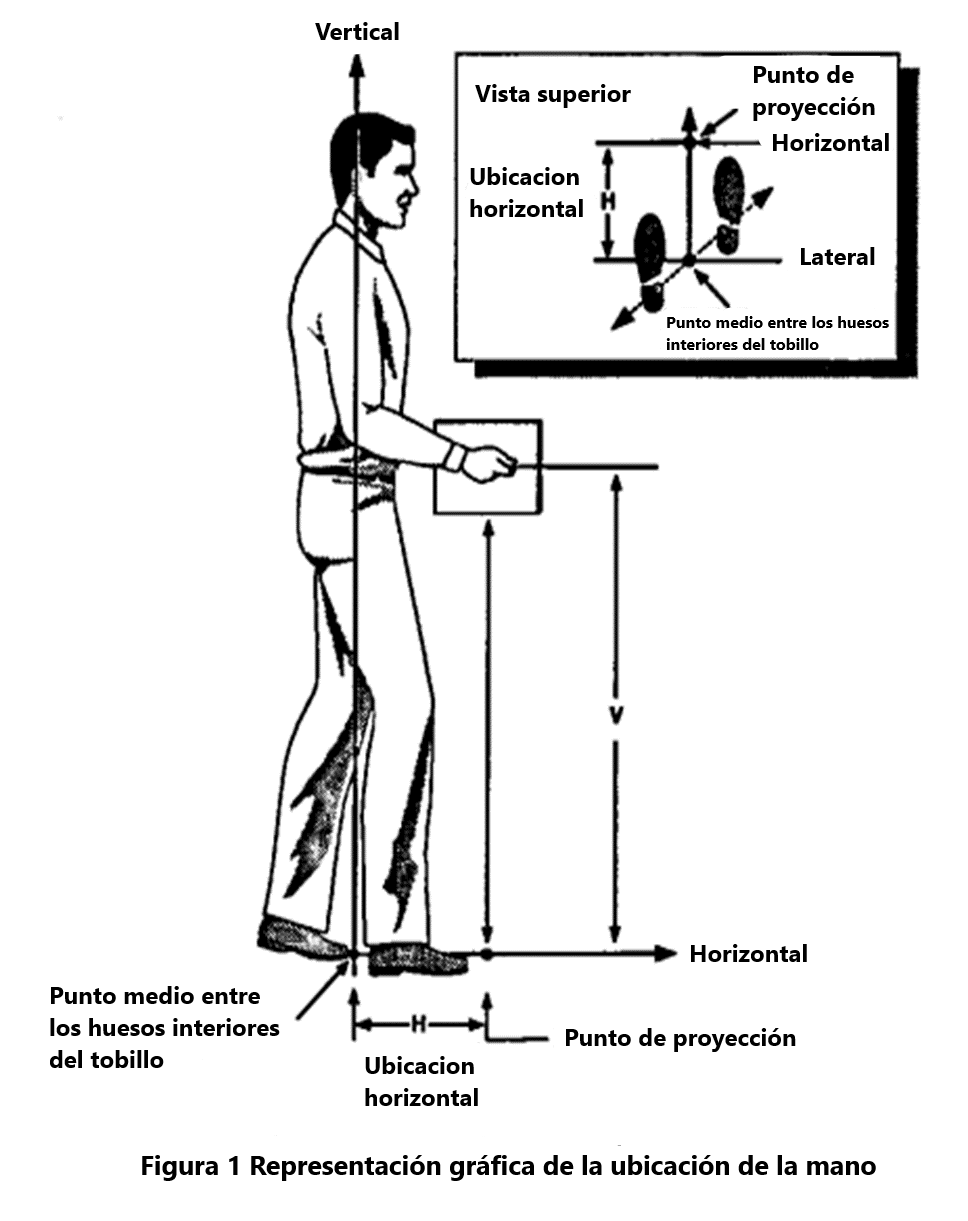 Vertical
Vista superior
Punto de
proyección
Horizontal
Ubicacion
horizontal
H
Lateral
Punto medio entre los huesos
interiores del tobillo
V
Horizontal
Punto medio entre
los huesos interiores
del tobillo
H
Punto de proyección
Ubicacion
horizontal
Figura 1 Representación gráfica de la ubicación de la mano